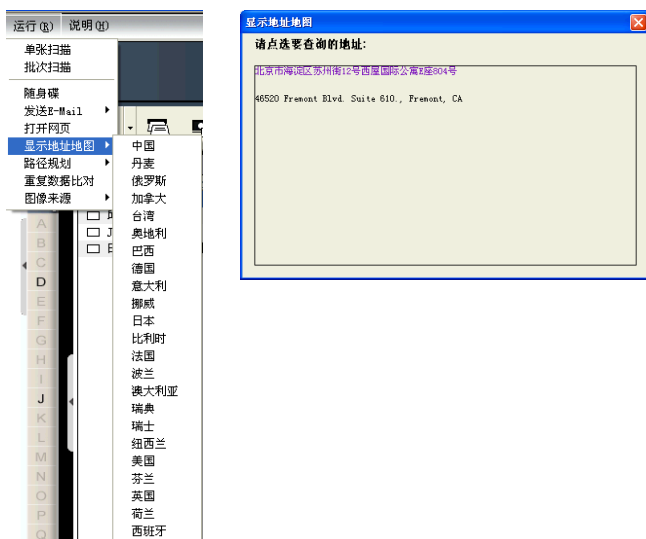 运行(R) 说明(H)
单张扫描
批次扫描
随身碟
发送E-Mail
打开网页
显示地址地图
路径规划
重复数据比对
图像来源
中国
丹麦
俄罗斯
加拿大
台湾
奥地利
巴西
德国
意大利
挪威
日本
比利时
法国
波兰
澳大利亚
瑞典
瑞士
纽西兰
美国
芬兰
英国
荷兰
西班牙
A
B
C
D
E
F
G
H
I
J
K
L
M
N
O
P
Q
显示地址地图
请点选要查询的地址:
北京市海淀区苏州街12号西屋国际公寓E座804号
46520 Fremont Blvd. Suite 610., Fremont, CA